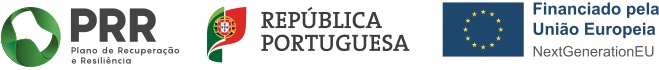 PRR
Plano de Recuperação
e Resiliência
REPÚBLICA
PORTUGUESA
Financiado pela
União Europeia
NextGenerationEU